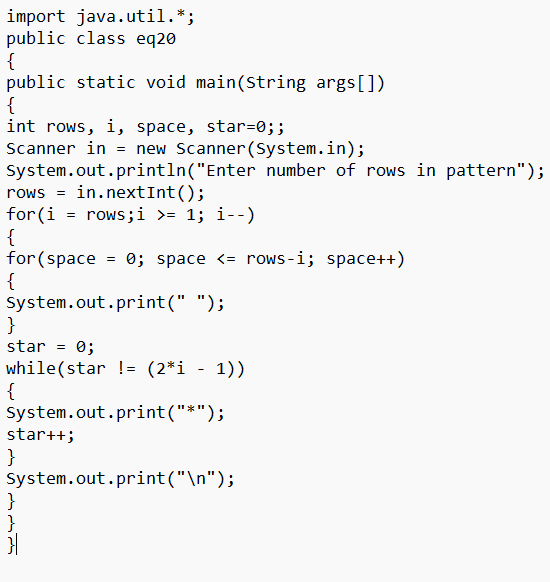 import java.util.*;
public class eq20
{
public static void main(String args[])
{
int rows, i, space, star=0;;
Scanner in = new Scanner(System.in);
System.out.println("Enter number of rows in pattern");
rows = in.nextInt();
for(i = rows;i >= 1; i--)
{
for(space = 0; space <= rows-i; space++)
{
System.out.print(" ");
}
star = 0;
while(star != (2*i - 1))
{
System.out.print("*");
star++;
}
System.out.print("\n");
}
}
}